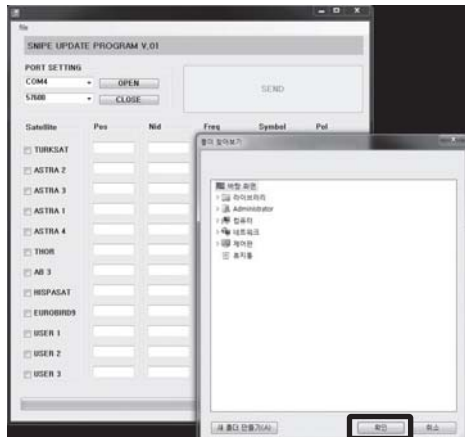 file
SNIPE UPDATE PROGRAM V.01
PORT SETTING
COM4
OPEN
57600
CLOSE
SEND
Satellite Pos Nid Freq Symbol Pol
TURKSAT
ASTRA 2
ASTRA 3
ASTRA 1
ASTRA 4
THOR
AB 3
HISPASAT
EUROBIRD9
USER 1
USER 2
USER 3
폴더 찾아보기
바탕 화면
라이브러리
Administrator
컴퓨터
네트워크
제어판
휴지통
새 폴더 만들기(M)
확인
취소